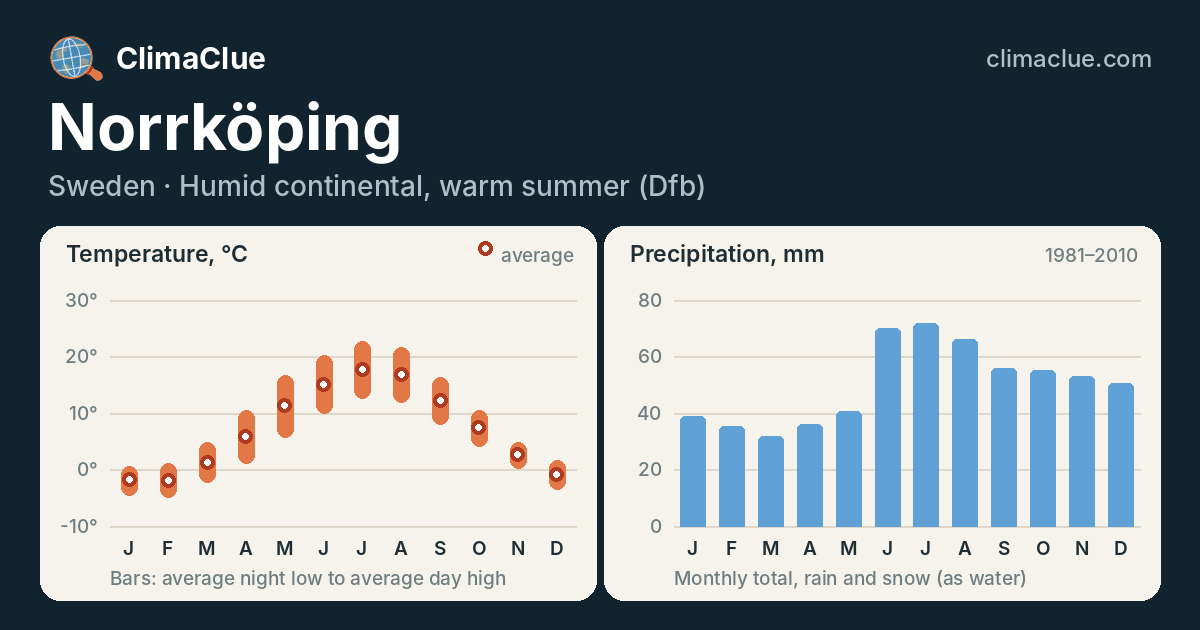 ClimaClue
climaclue.com
Norrköping
Sweden · Humid continental, warm summer (Dfb)
Temperature, °C
average
30°
20°
10°
0°
-10°
J F M A M J J A S O N D
Bars: average night low to average day high
Precipitation, mm
1981–2010
80
60
40
20
0
J F M A M J J A S O N D
Monthly total, rain and snow (as water)